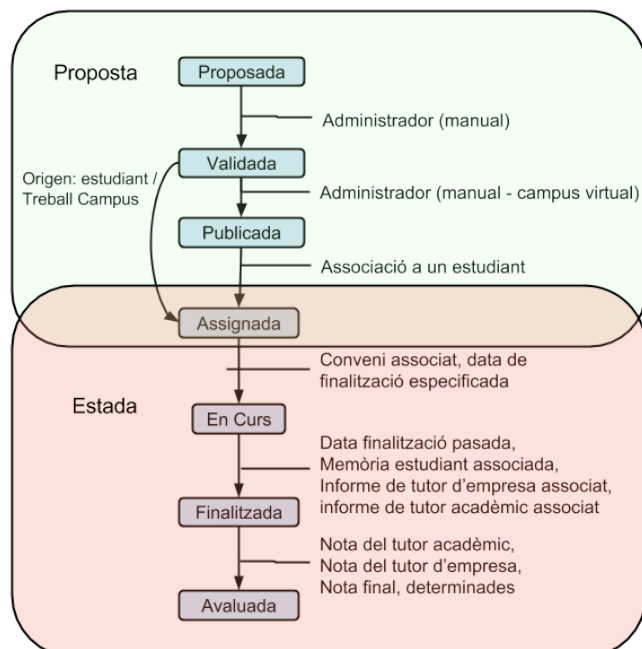 Proposta
Proposada
Administrador (manual)
Validada
Origen: estudiant /
Treball Campus
Administrador (manual - campus virtual)
Publicada
Associació a un estudiant
Assignada
Conveni associat, data de
finalització especificada
Estada
En Curs
Data finalització pasada,
Memòria estudiant associada,
Informe de tutor d'empresa associat,
informe de tutor acadèmic associat
Finalitzada
Nota del tutor acadèmic,
Nota del tutor d'empresa,
Nota final, determinades
Avaluada